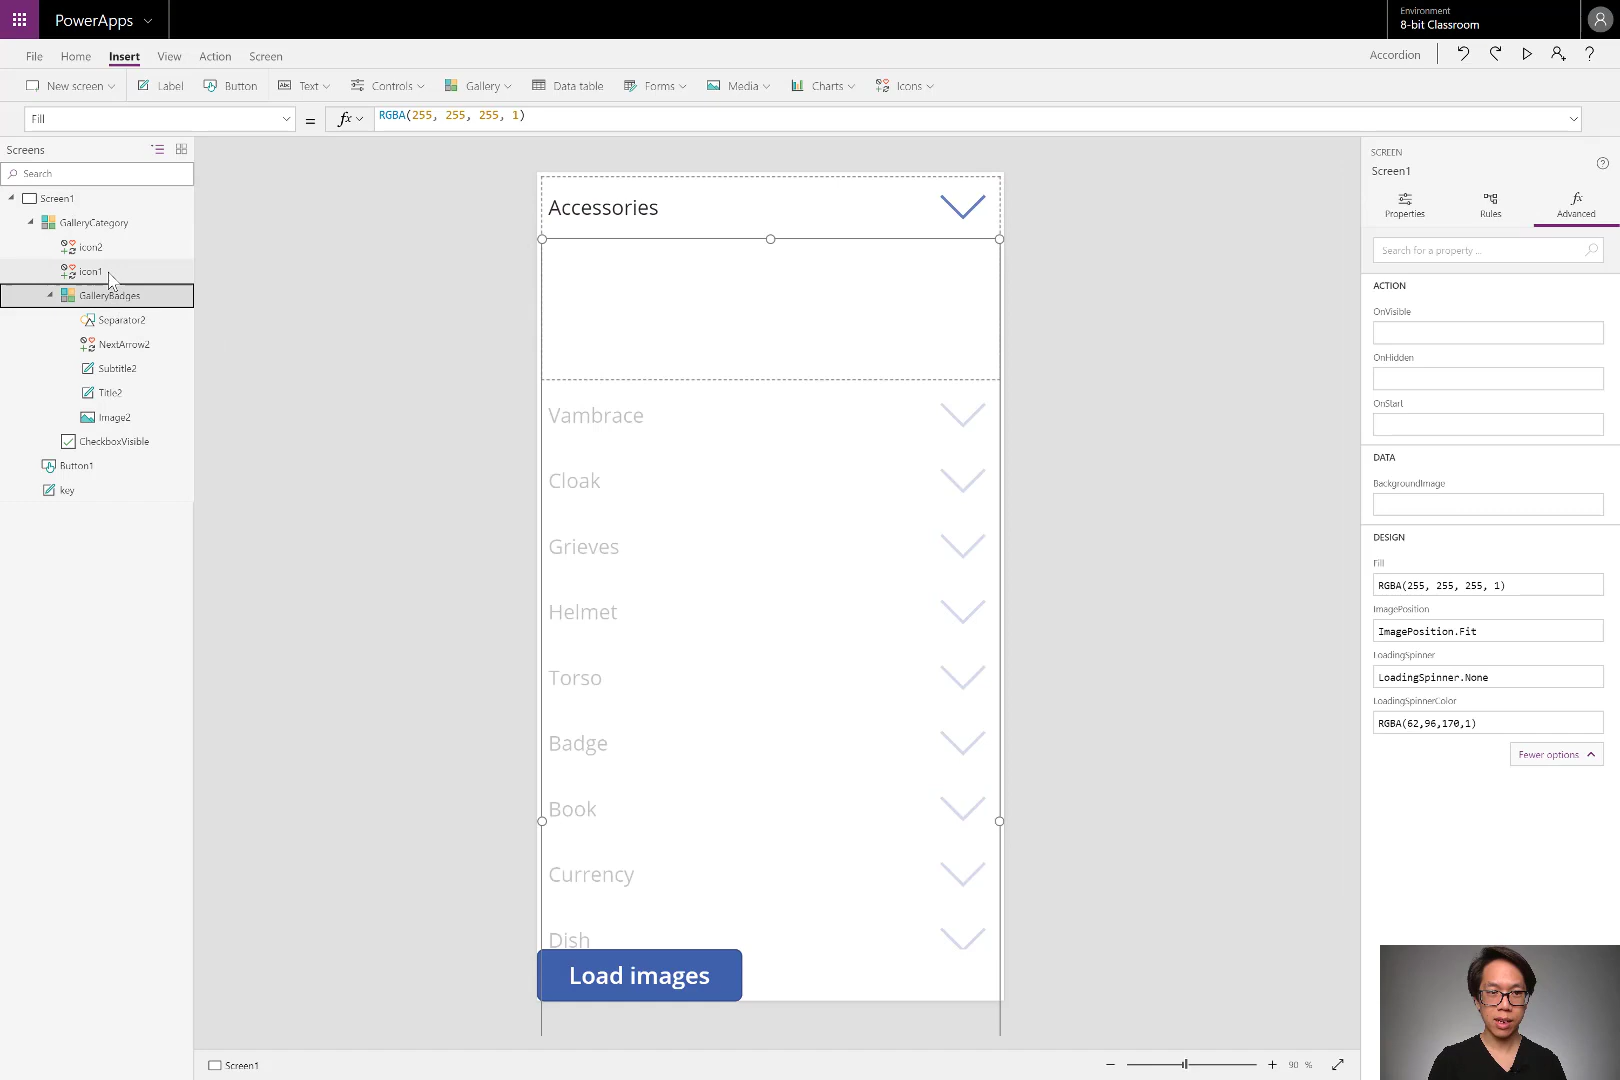 PowerApps
Environment
8-bit Classroom
File Home Insert View Action Screen
Accordion
New screen Label Button Text Controls Gallery Data table Forms Media Charts Icons
Fill = fx RGBA(255, 255, 255, 1)
Screens
Search
Screen1
GalleryCategory
icon2
icon1
GalleryBadges
Separator2
NextArrow2
Subtitle2
Title2
Image2
CheckboxVisible
Button1
key
Accessories
Vambrace
Cloak
Grieves
Helmet
Torso
Badge
Book
Currency
Dish
Load images
SCREEN
Screen1
Properties Rules Advanced
Search for a property ...
ACTION
OnVisible
OnHidden
OnStart
DATA
BackgroundImage
DESIGN
Fill
RGBA(255, 255, 255, 1)
ImagePosition
ImagePosition.Fit
LoadingSpinner
LoadingSpinner.None
LoadingSpinnerColor
RGBA(62,96,170,1)
Fewer options
Screen1
90 %